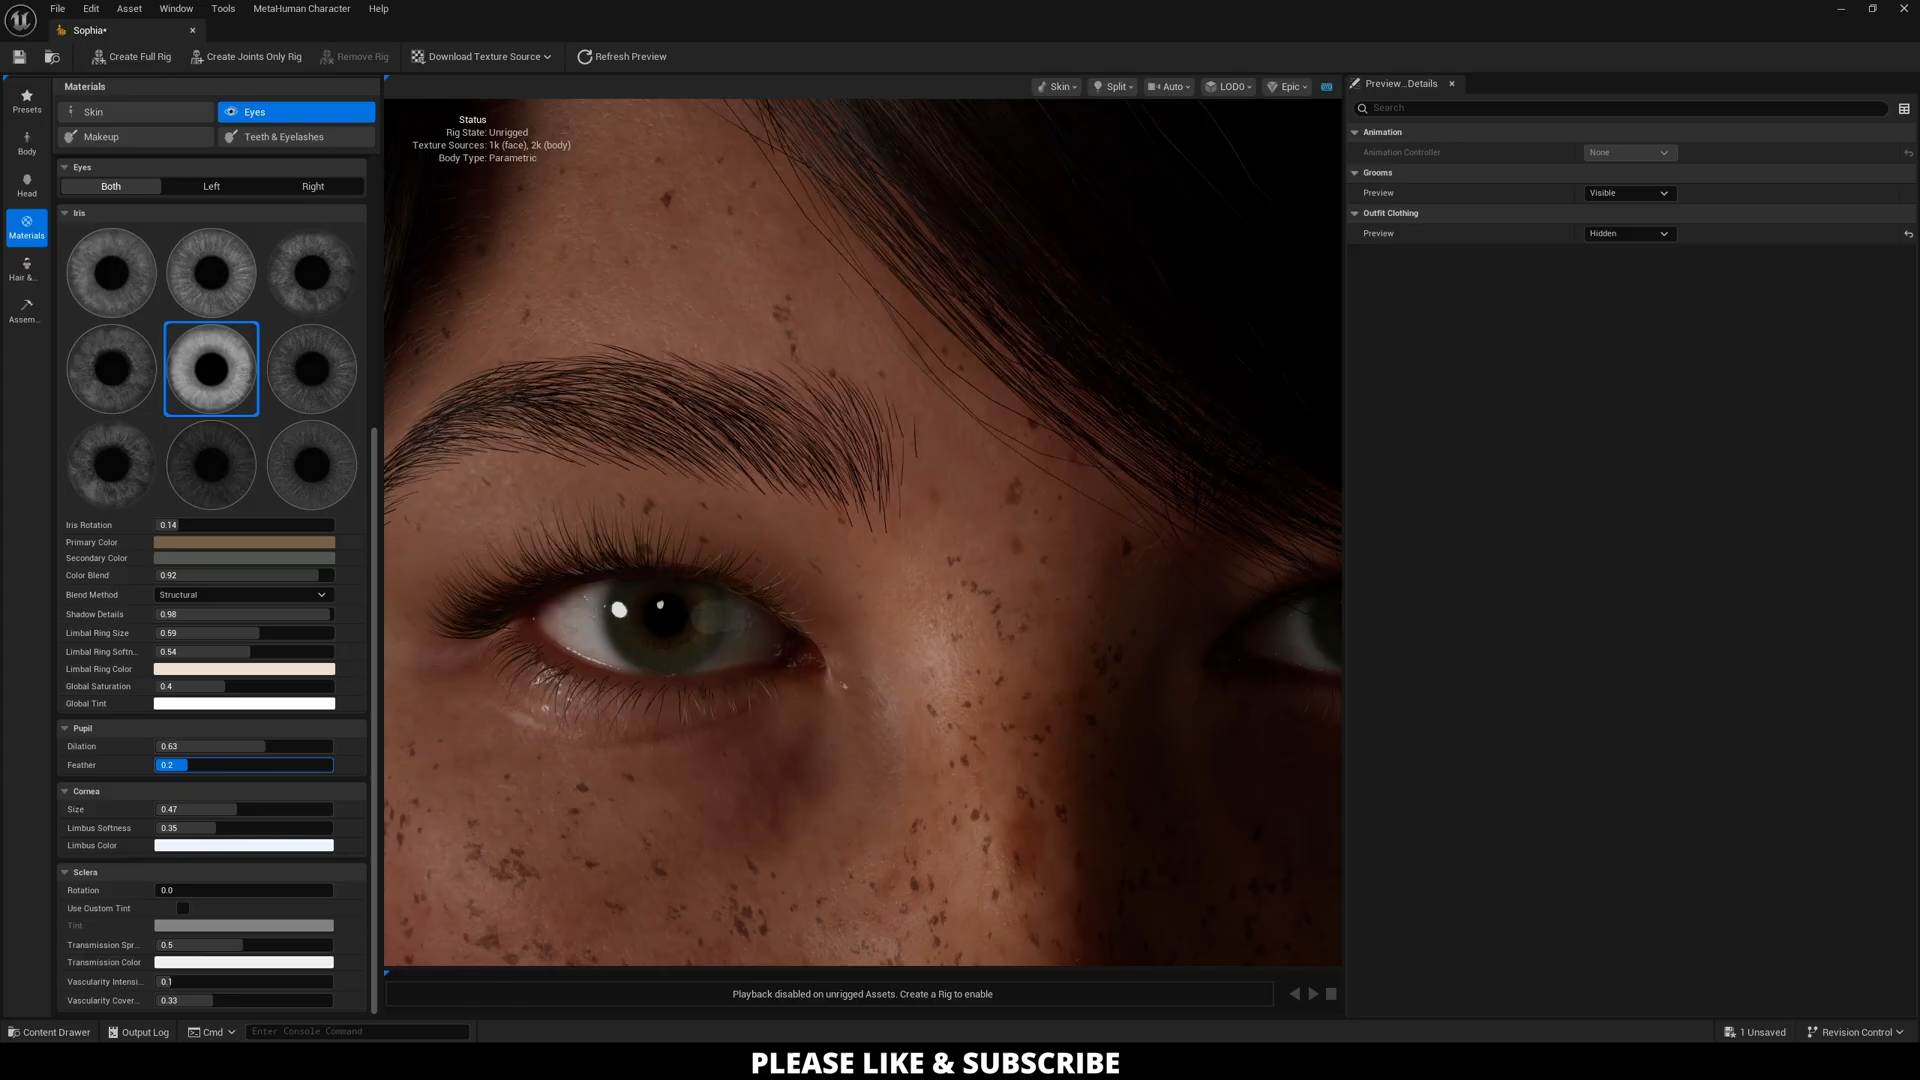 File Edit Asset Window Tools MetaHuman Character Help
Sophia*
Create Full Rig Create Joints Only Rig Remove Rig Download Texture Source Refresh Preview
Presets
Body
Head
Materials
Hair &...
Assem...
Materials
Skin Eyes
Makeup Teeth & Eyelashes
Eyes
Both Left Right
Iris
Iris Rotation 0.14
Primary Color
Secondary Color
Color Blend 0.92
Blend Method Structural
Shadow Details 0.98
Limbal Ring Size 0.59
Limbal Ring Softn... 0.54
Limbal Ring Color
Global Saturation 0.4
Global Tint
Pupil
Dilation 0.63
Feather 0.2
Cornea
Size 0.47
Limbus Softness 0.35
Limbus Color
Sclera
Rotation 0.0
Use Custom Tint
Tint
Transmission Spr... 0.5
Transmission Color
Vascularity Intensi... 0.1
Vascularity Cover... 0.33
Skin Split Auto LOD0 Epic
Status
Rig State: Unrigged
Texture Sources: 1k (face), 2k (body)
Body Type: Parametric
Playback disabled on unrigged Assets. Create a Rig to enable
Preview...Details
Search
Animation
Animation Controller None
Grooms
Preview Visible
Outfit Clothing
Preview Hidden
Content Drawer Output Log Cmd Enter Console Command 1 Unsaved Revision Control
PLEASE LIKE & SUBSCRIBE